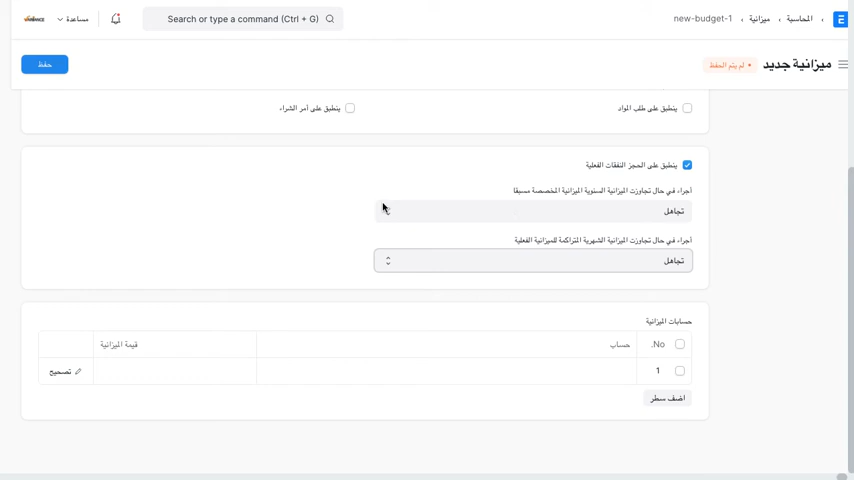 المحاسبة
ميزانية
new-budget-1
Search or type a command (Ctrl + G)
مساعدة
ميزانية جديد
لم يتم الحفظ
حفظ
ينطبق على طلب المواد
ينطبق على أمر الشراء
ينطبق على الحجز النفقات الفعلية
أجراء في حال تجاوزت الميزانية السنوية الميزانية المخصصة مسبقا
تجاهل
أجراء في حال تجاوزت الميزانية الشهرية المتراكمة للميزانية الفعلية
تجاهل
حسابات الميزانية
No.
حساب
قيمة الميزانية
1
تصحيح
اضف سطر